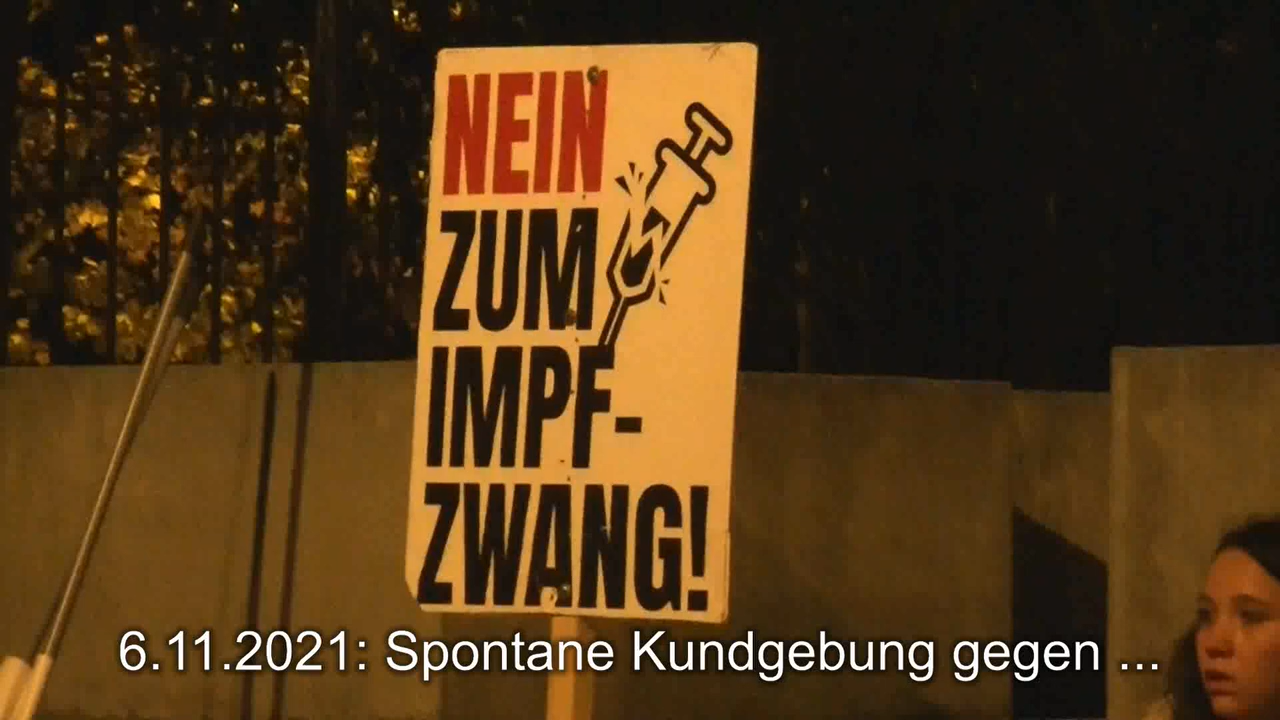 NEIN
ZUM
IMPF-
ZWANG!
6.11.2021: Spontane Kundgebung gegen ...